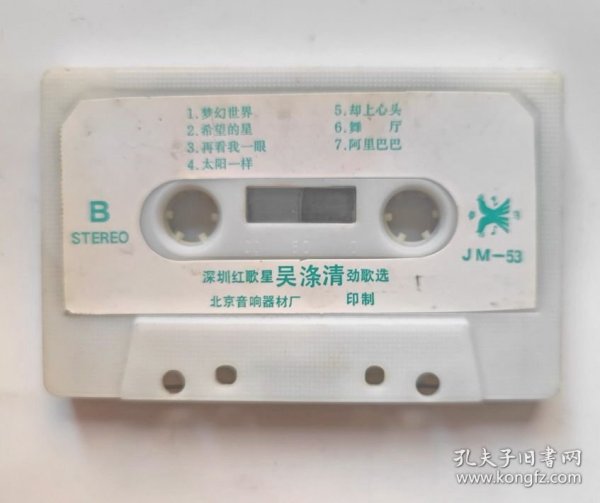 1.梦幻世界
2.希望的星
3.再看我一眼
4.太阳一样
5.却上心头
6.舞 厅
7.阿里巴巴
B
STEREO
JM—53
深圳红歌星吴涤清劲歌选
北京音响器材厂 印制
孔夫子旧书网
www.kongfz.com